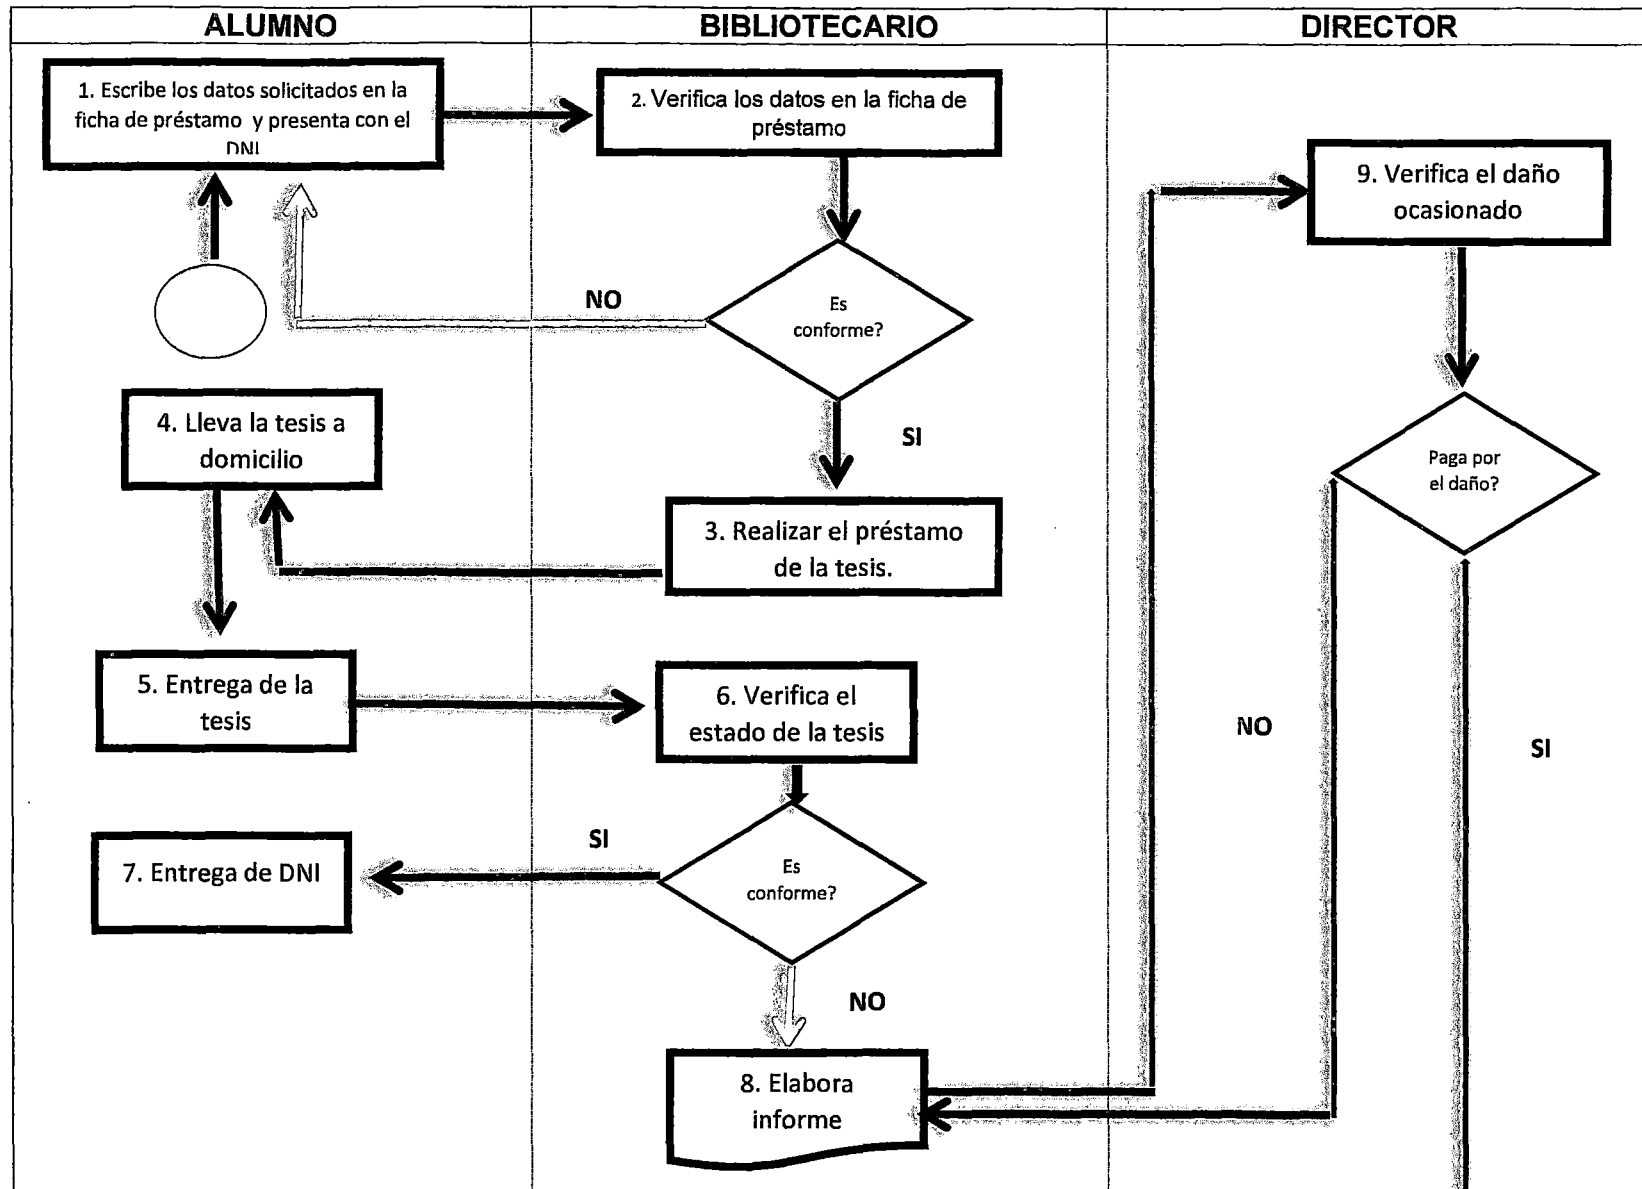 ALUMNO
BIBLIOTECARIO
DIRECTOR
1. Escribe los datos solicitados en la
ficha de préstamo y presenta con el
DNI
2. Verifica los datos en la ficha de
préstamo
9. Verifica el daño
ocasionado
NO
Es
conforme?
4. Lleva la tesis a
domicilio
SI
Paga por
el daño?
3. Realizar el préstamo
de la tesis.
5. Entrega de la
tesis
6. Verifica el
estado de la tesis
NO
SI
SI
7. Entrega de DNI
Es
conforme?
NO
8. Elabora
informe